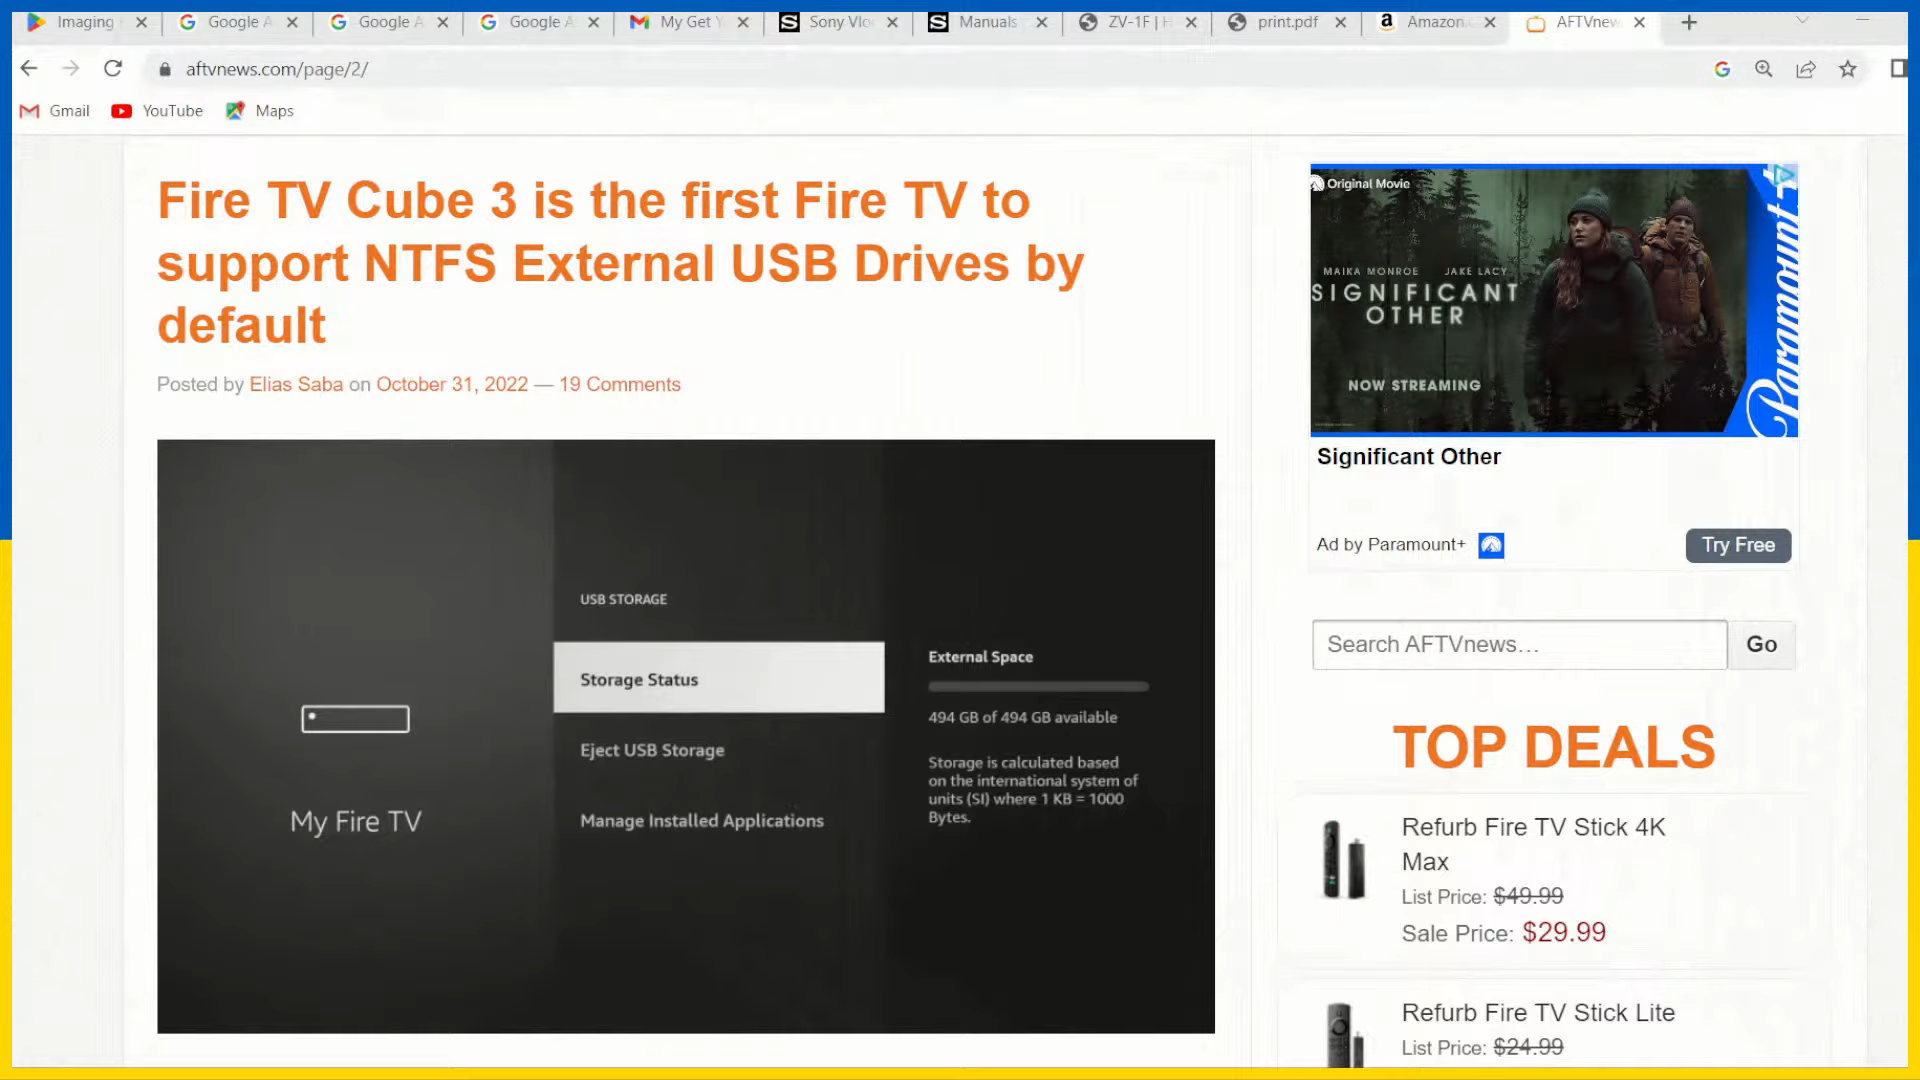 Imaging
Google A
Google A
Google A
My Get Y
Sony Vlo
Manuals
ZV-1F | H
print.pdf
Amazon.
AFTVnew
aftvnews.com/page/2/
Gmail
YouTube
Maps
Fire TV Cube 3 is the first Fire TV to
support NTFS External USB Drives by
default
Posted by Elias Saba on October 31, 2022 — 19 Comments
USB STORAGE
Storage Status
Eject USB Storage
Manage Installed Applications
My Fire TV
External Space
494 GB of 494 GB available
Storage is calculated based
on the international system of
units (SI) where 1 KB = 1000
Bytes.
Original Movie
MAIKA MONROE JAKE LACY
SIGNIFICANT
OTHER
NOW STREAMING
Paramount+
Significant Other
Ad by Paramount+
Try Free
Search AFTVnews...
Go
TOP DEALS
Refurb Fire TV Stick 4K
Max
List Price: $49.99
Sale Price: $29.99
Refurb Fire TV Stick Lite
List Price: $24.99